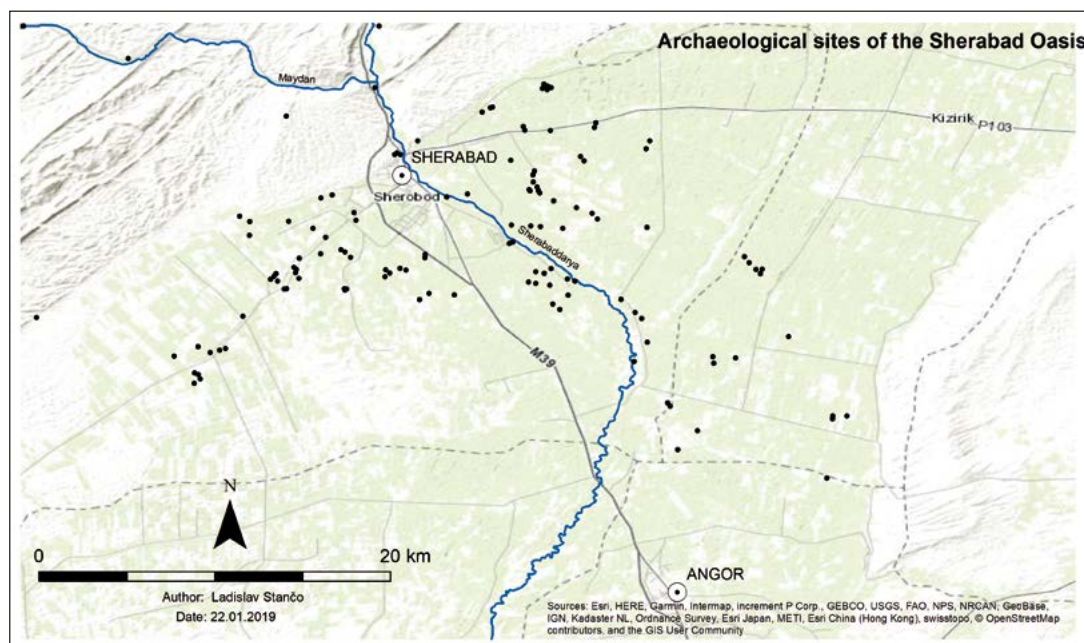 Archaeological sites of the Sherabad Oasis
Maydan
Kizirik
P103
SHERABAD
Sherobod
Sherabaddarya
M39
N
0
20 km
ANGOR
Author: Ladislav Stančo
Date: 22.01.2019
Sources: Esri, HERE, Garmin, Intermap, increment P Corp., GEBCO, USGS, FAO, NPS, NRCAN, GeoBase,
IGN, Kadaster NL, Ordnance Survey, Esri Japan, METI, Esri China (Hong Kong), swisstopo, © OpenStreetMap
contributors, and the GIS User Community